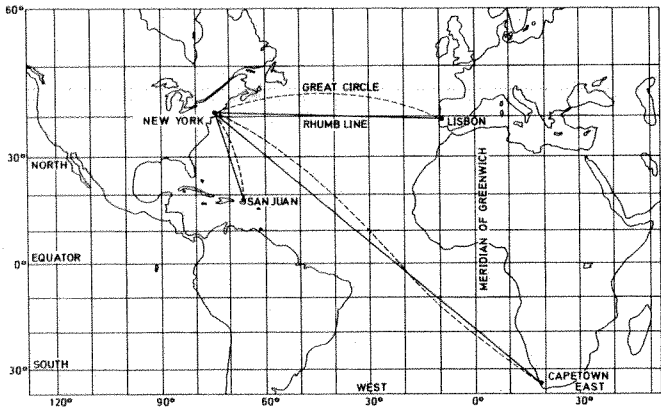 60°
GREAT CIRCLE
NEW YORK
RHUMB LINE
LISBON
30°
NORTH
SAN JUAN
MERIDIAN OF GREENWICH
EQUATOR
0°
SOUTH
30°
WEST
CAPETOWN
EAST
120°
90°
60°
30°
0°
30°